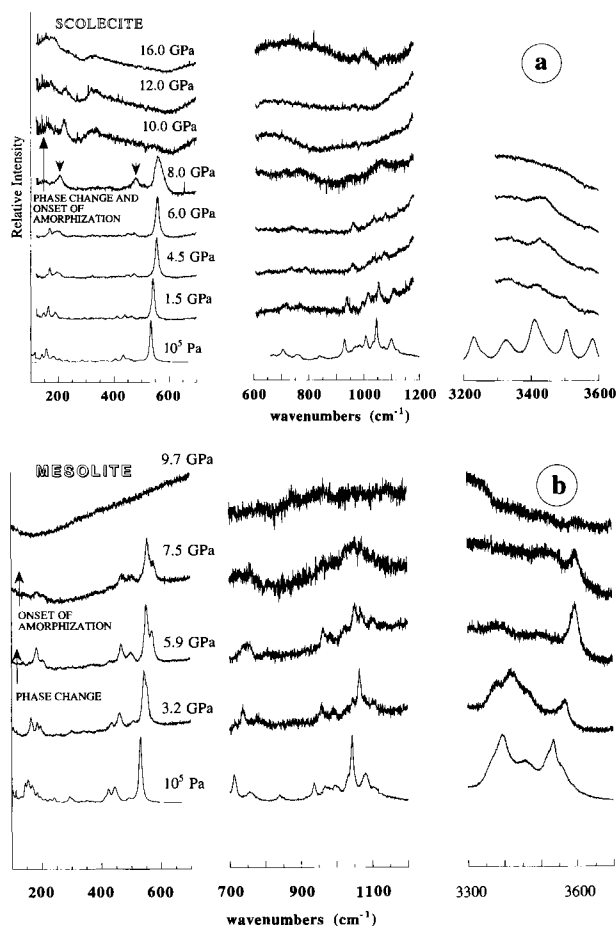 SCOLECITE
a
16.0 GPa
12.0 GPa
10.0 GPa
8.0 GPa
PHASE CHANGE AND
ONSET OF
AMORPHIZATION
6.0 GPa
4.5 GPa
1.5 GPa
10⁵ Pa
Relative Intensity
200 400 600
600 800 1000 1200
3200 3400 3600
wavenumbers (cm⁻¹)
MESOLITE
b
9.7 GPa
7.5 GPa
ONSET OF
AMORPHIZATION
5.9 GPa
PHASE CHANGE
3.2 GPa
10⁵ Pa
200 400 600
700 900 1100
3300 3600
wavenumbers (cm⁻¹)